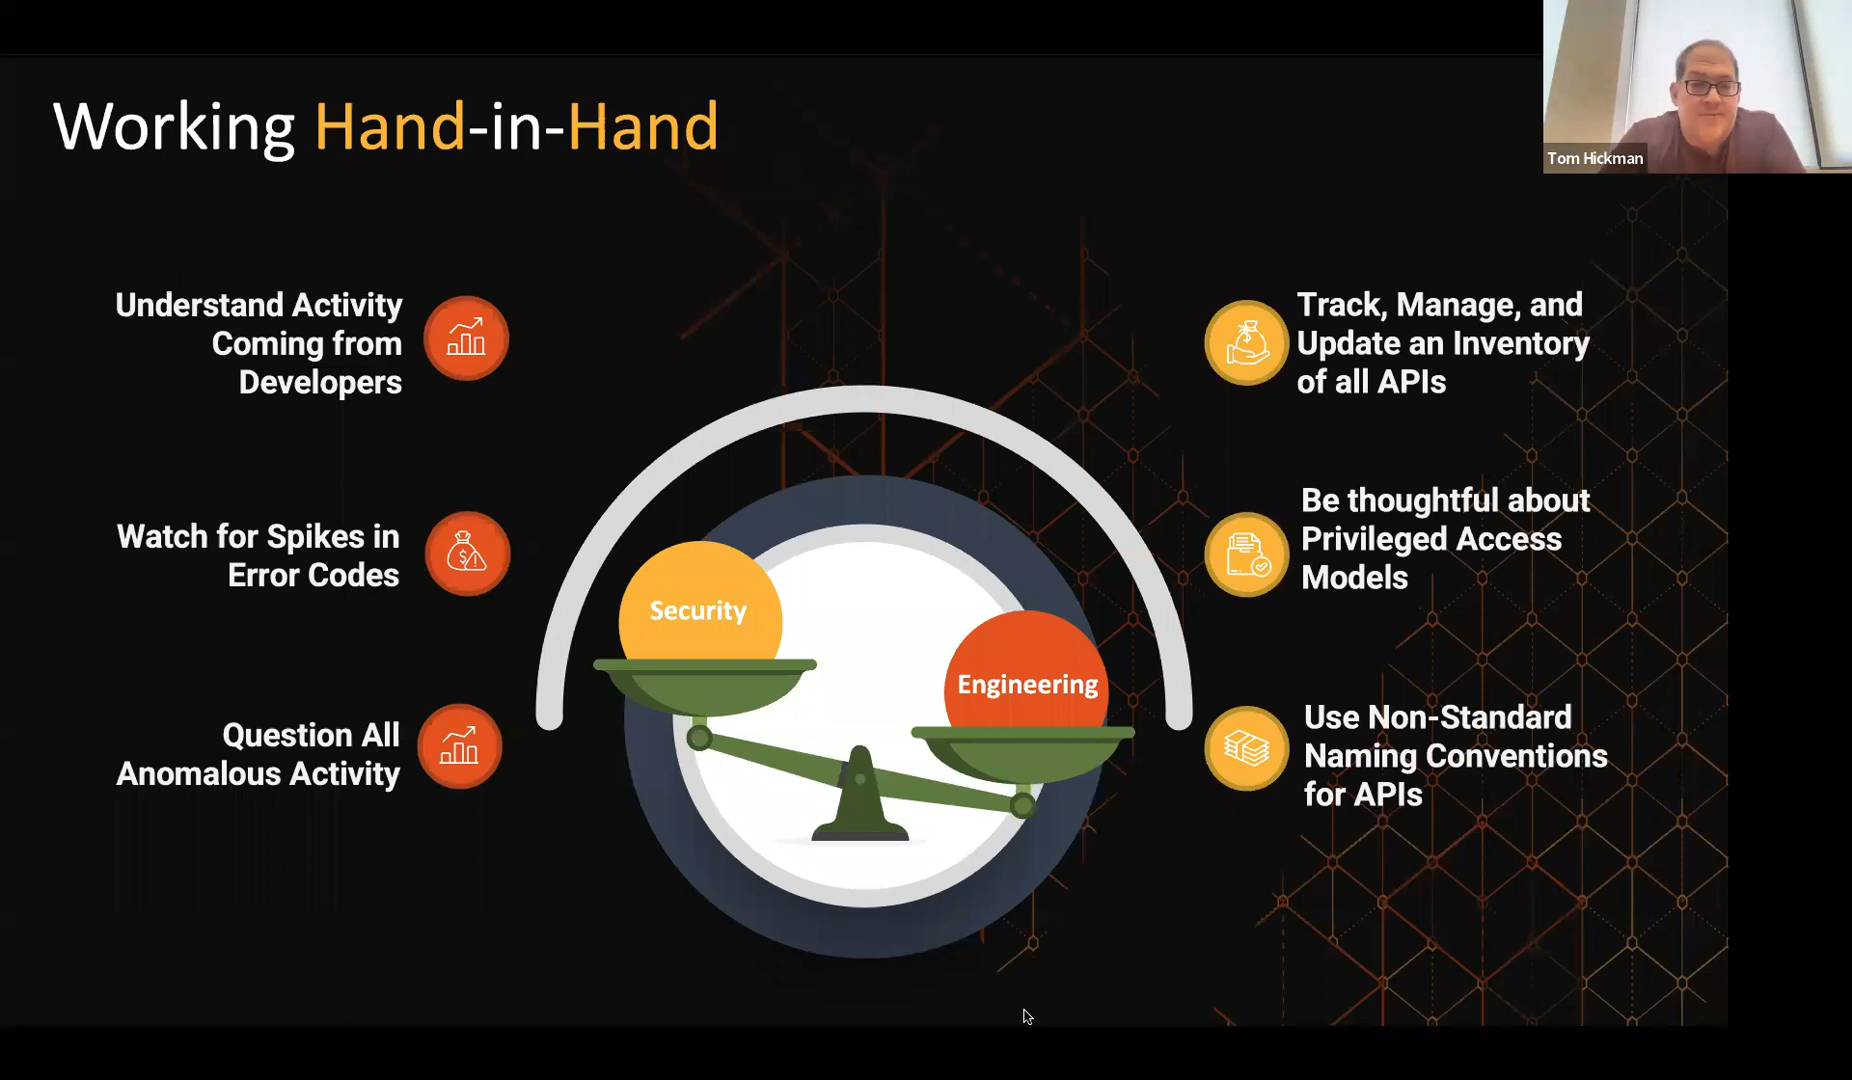 Working Hand-in-Hand
Tom Hickman
Understand Activity
Coming from
Developers
Watch for Spikes in
Error Codes
Question All
Anomalous Activity
Security
Engineering
Track, Manage, and
Update an Inventory
of all APIs
Be thoughtful about
Privileged Access
Models
Use Non-Standard
Naming Conventions
for APIs